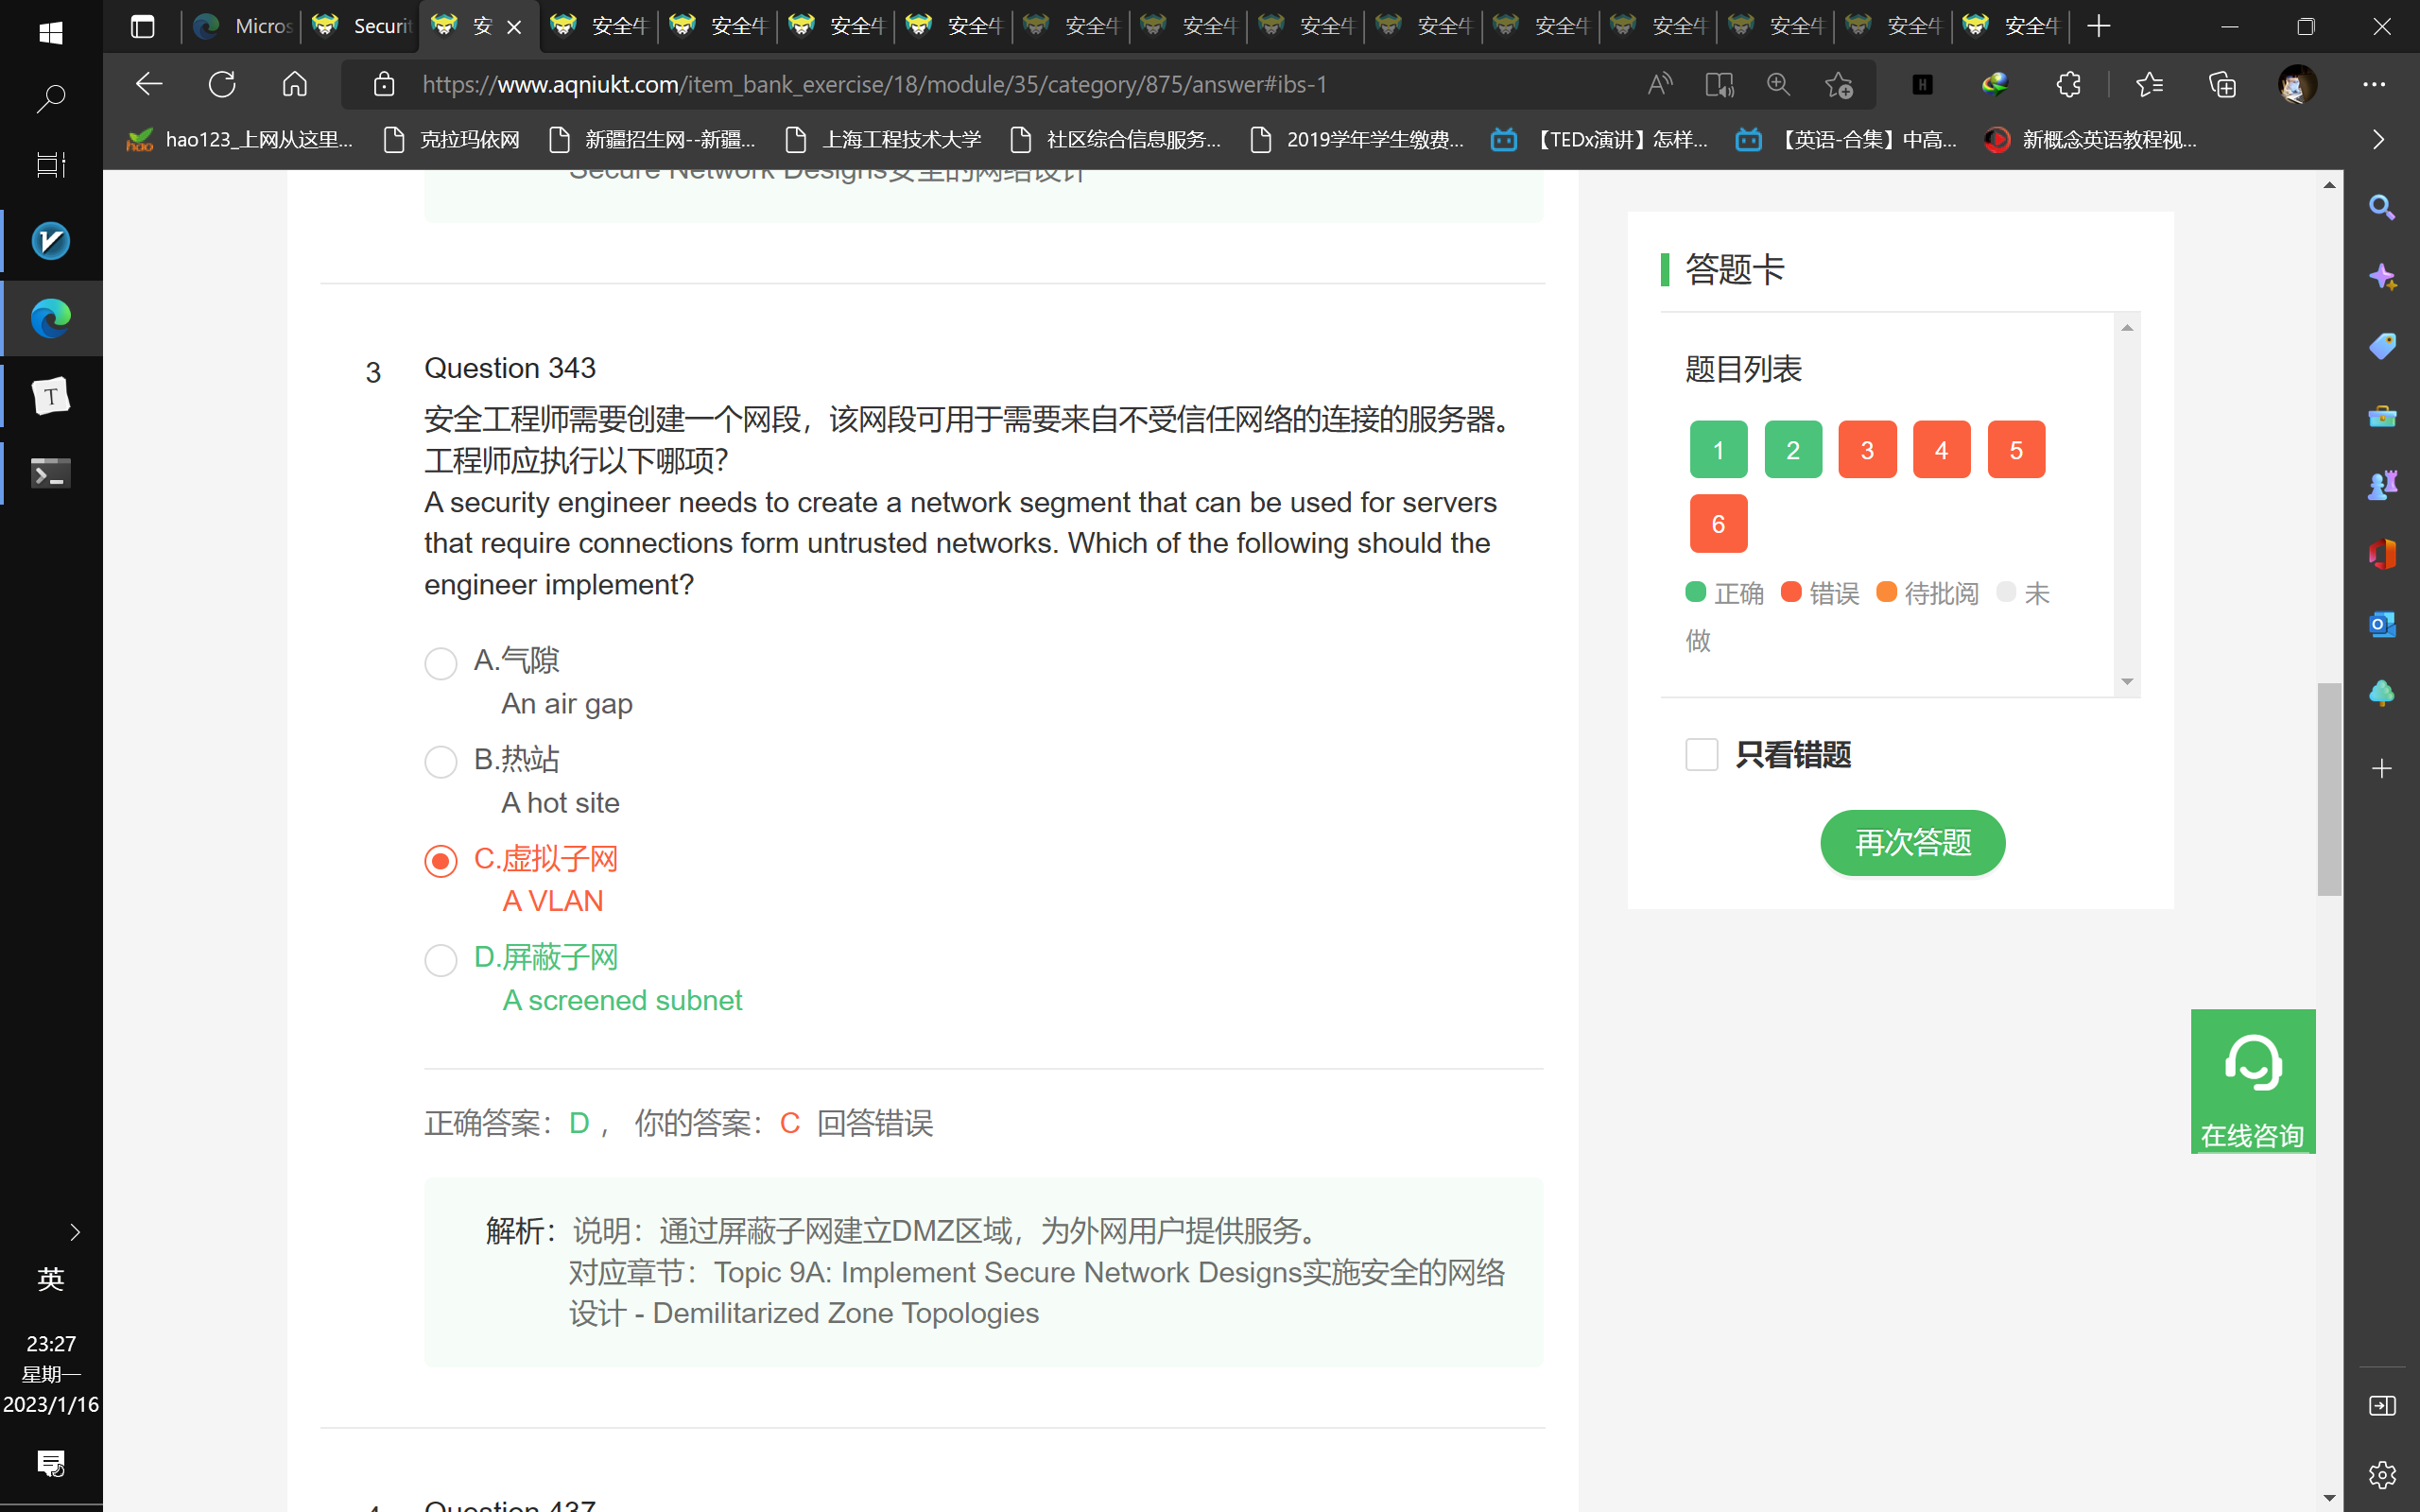 Micros
Securit
安
安全牛
安全牛
安全牛
安全牛
安全牛
安全牛
安全牛
安全牛
安全牛
安全牛
安全牛
安全牛
安全牛
https://www.aqniukt.com/item_bank_exercise/18/module/35/category/875/answer#ibs-1
hao123_上网从这里...
克拉玛依网
新疆招生网--新疆...
上海工程技术大学
社区综合信息服务...
2019学年学生缴费...
【TEDx演讲】怎样...
【英语-合集】中高...
新概念英语教程视...
Secure Network Designs安全的网络设计
3
Question 343
安全工程师需要创建一个网段，该网段可用于需要来自不受信任网络的连接的服务器。
工程师应执行以下哪项？
A security engineer needs to create a network segment that can be used for servers
that require connections form untrusted networks. Which of the following should the
engineer implement?
A.气隙
An air gap
B.热站
A hot site
C.虚拟子网
A VLAN
D.屏蔽子网
A screened subnet
正确答案：D， 你的答案：C 回答错误
解析：说明：通过屏蔽子网建立DMZ区域，为外网用户提供服务。
对应章节：Topic 9A: Implement Secure Network Designs实施安全的网络
设计 - Demilitarized Zone Topologies
Question 437
答题卡
题目列表
1 2 3 4 5
6
正确 错误 待批阅 未
做
只看错题
再次答题
在线咨询
英
23:27
星期一
2023/1/16